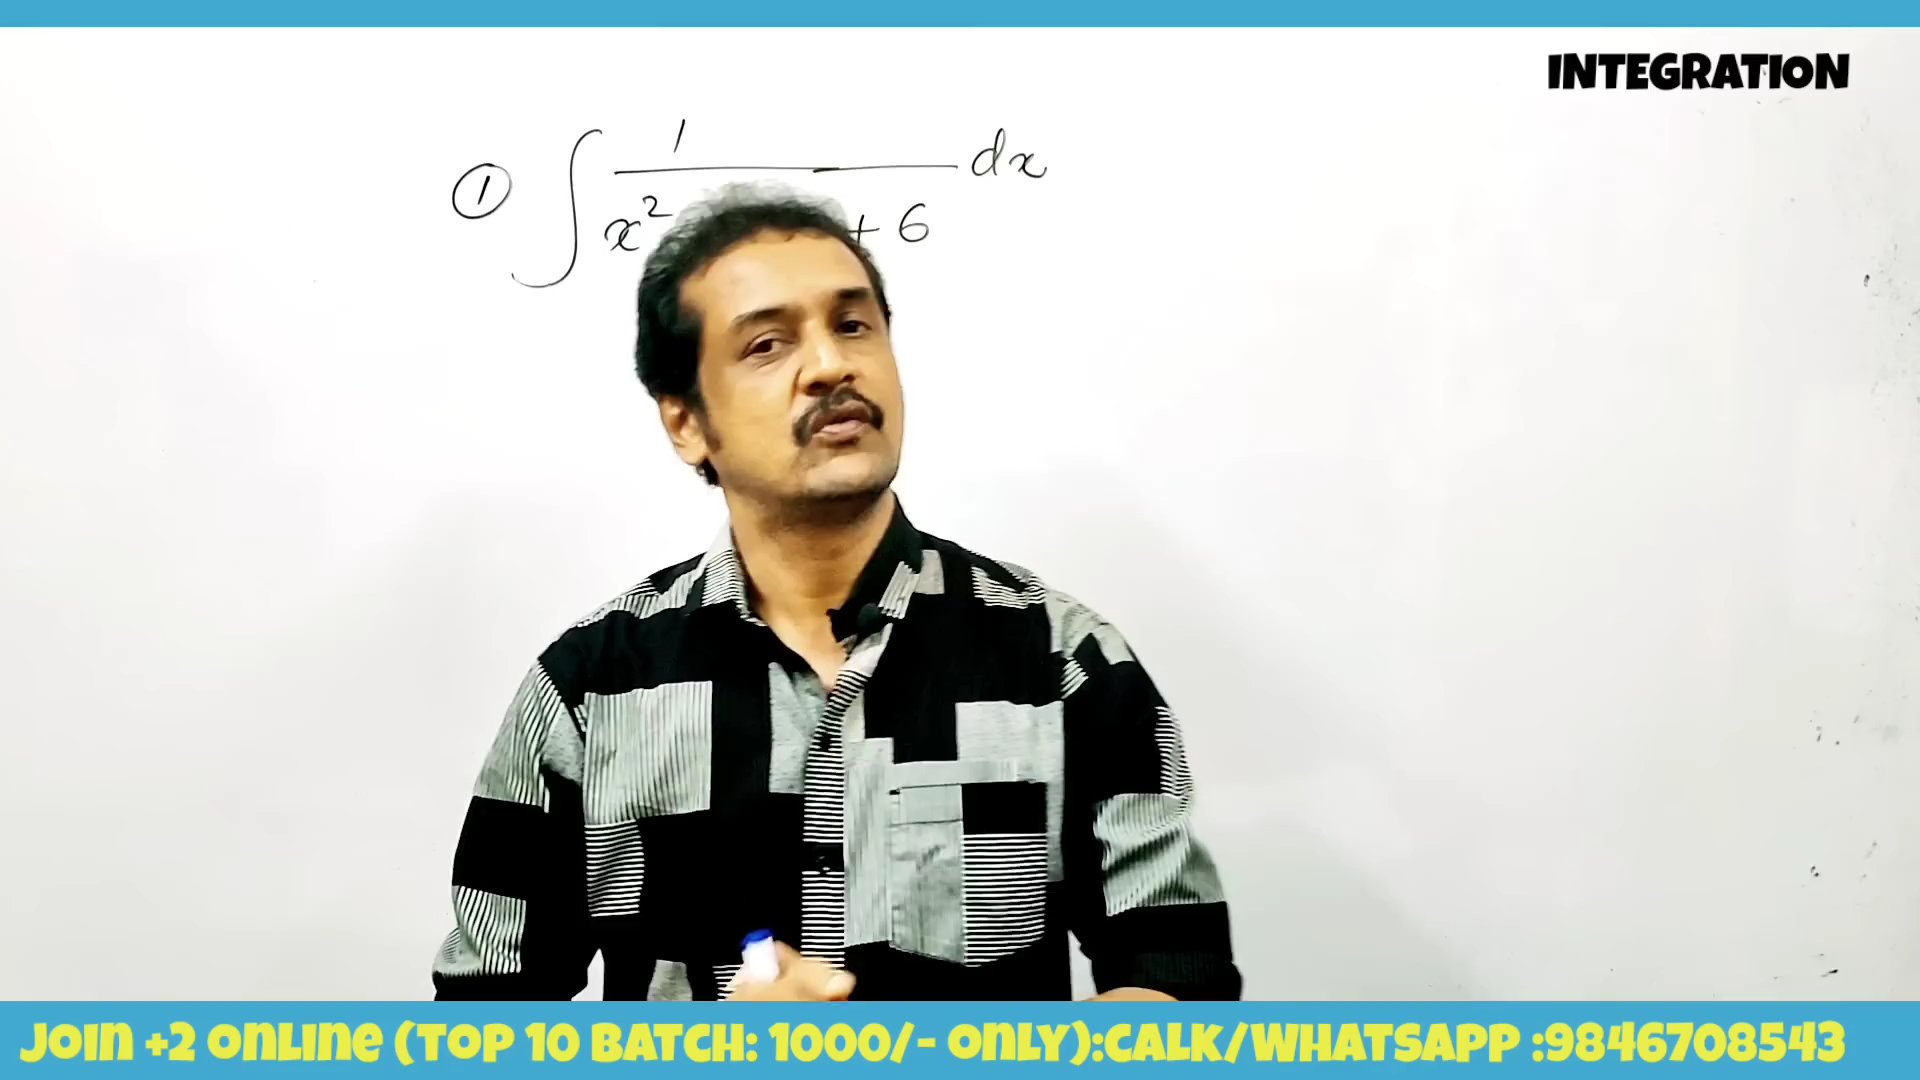 INTEGRATION
① ∫ 1 / x² + 6 dx
JOIN +2 ONLINE (TOP 10 BATCH: 1000/- ONLY):CALK/WHATSAPP :9846708543